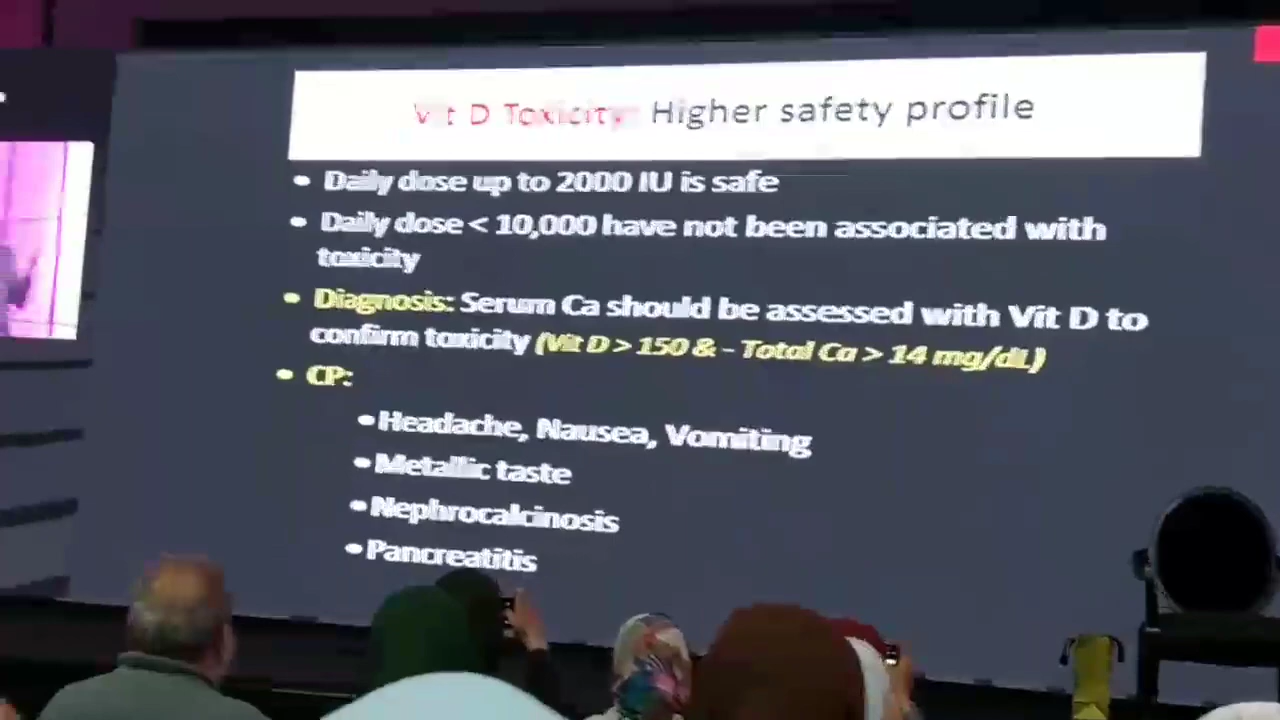 Vit D Toxicity: Higher safety profile
• Daily dose up to 2000 IU is safe
• Daily dose < 10,000 have not been associated with
toxicity
• Diagnosis: Serum Ca should be assessed with Vit D to
confirm toxicity (Vit D > 150 & - Total Ca > 14 mg/dL)
• CP:
• Headache, Nausea, Vomiting
• Metallic taste
• Nephrocalcinosis
• Pancreatitis